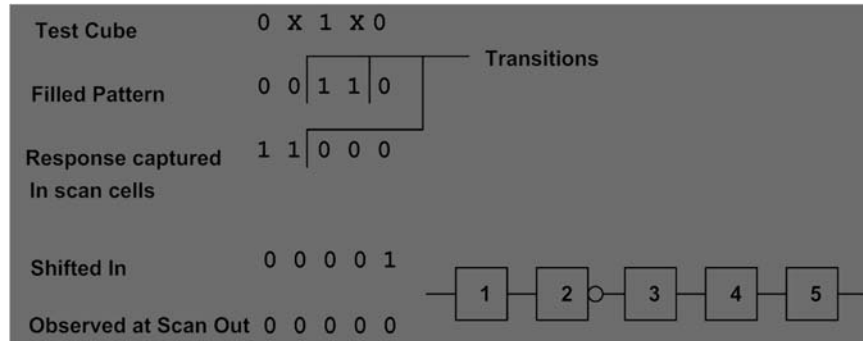 Test Cube 0 X 1 X 0
Transitions
Filled Pattern 0 0 1 1 0
Response captured 1 1 0 0 0
In scan cells
Shifted In 0 0 0 0 1
1 2 3 4 5
Observed at Scan Out 0 0 0 0 0